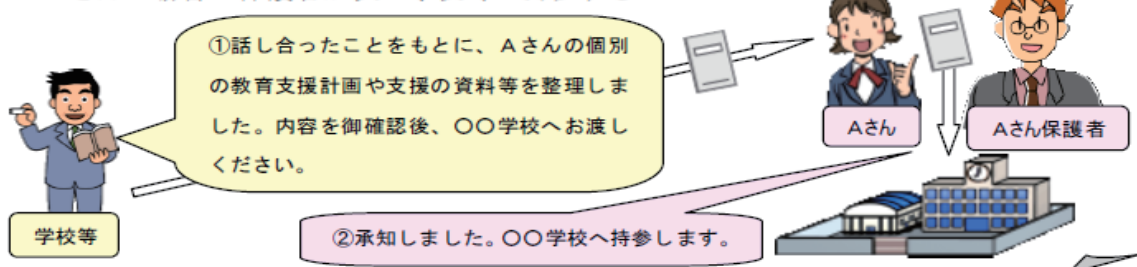 ①話し合ったことをもとに、Aさんの個別
の教育支援計画や支援の資料等を整理しま
した。内容を御確認後、〇〇学校へお渡し
ください。
Aさん
Aさん保護者
学校等
②承知しました。〇〇学校へ持参します。